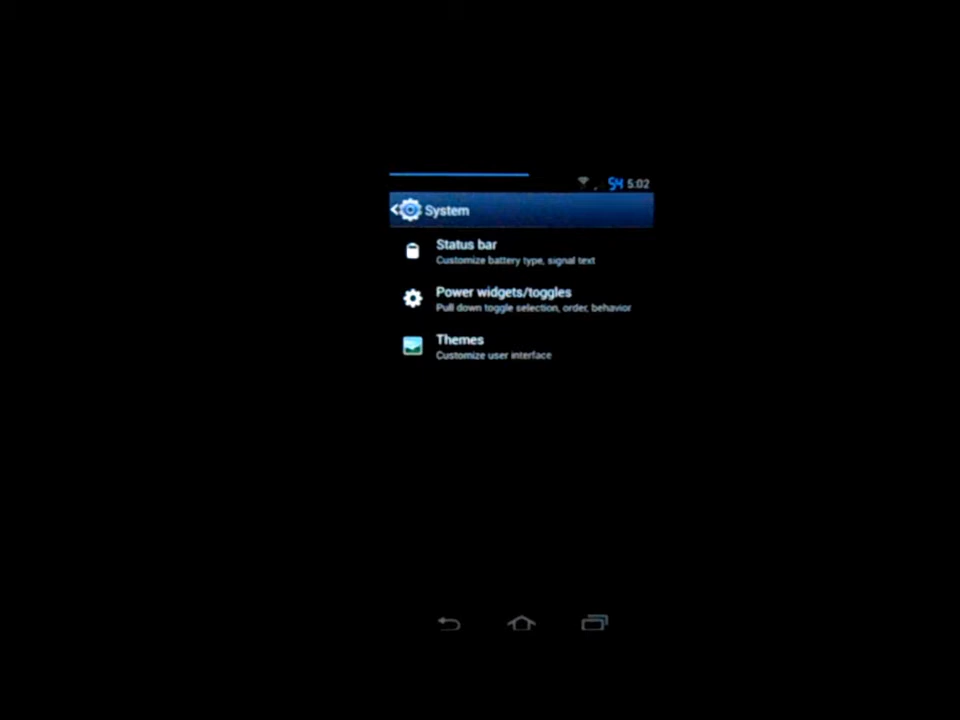 54 5:02
System
Status bar
Customize battery type, signal text
Power widgets/toggles
Pull down toggle selection, order, behavior
Themes
Customize user interface